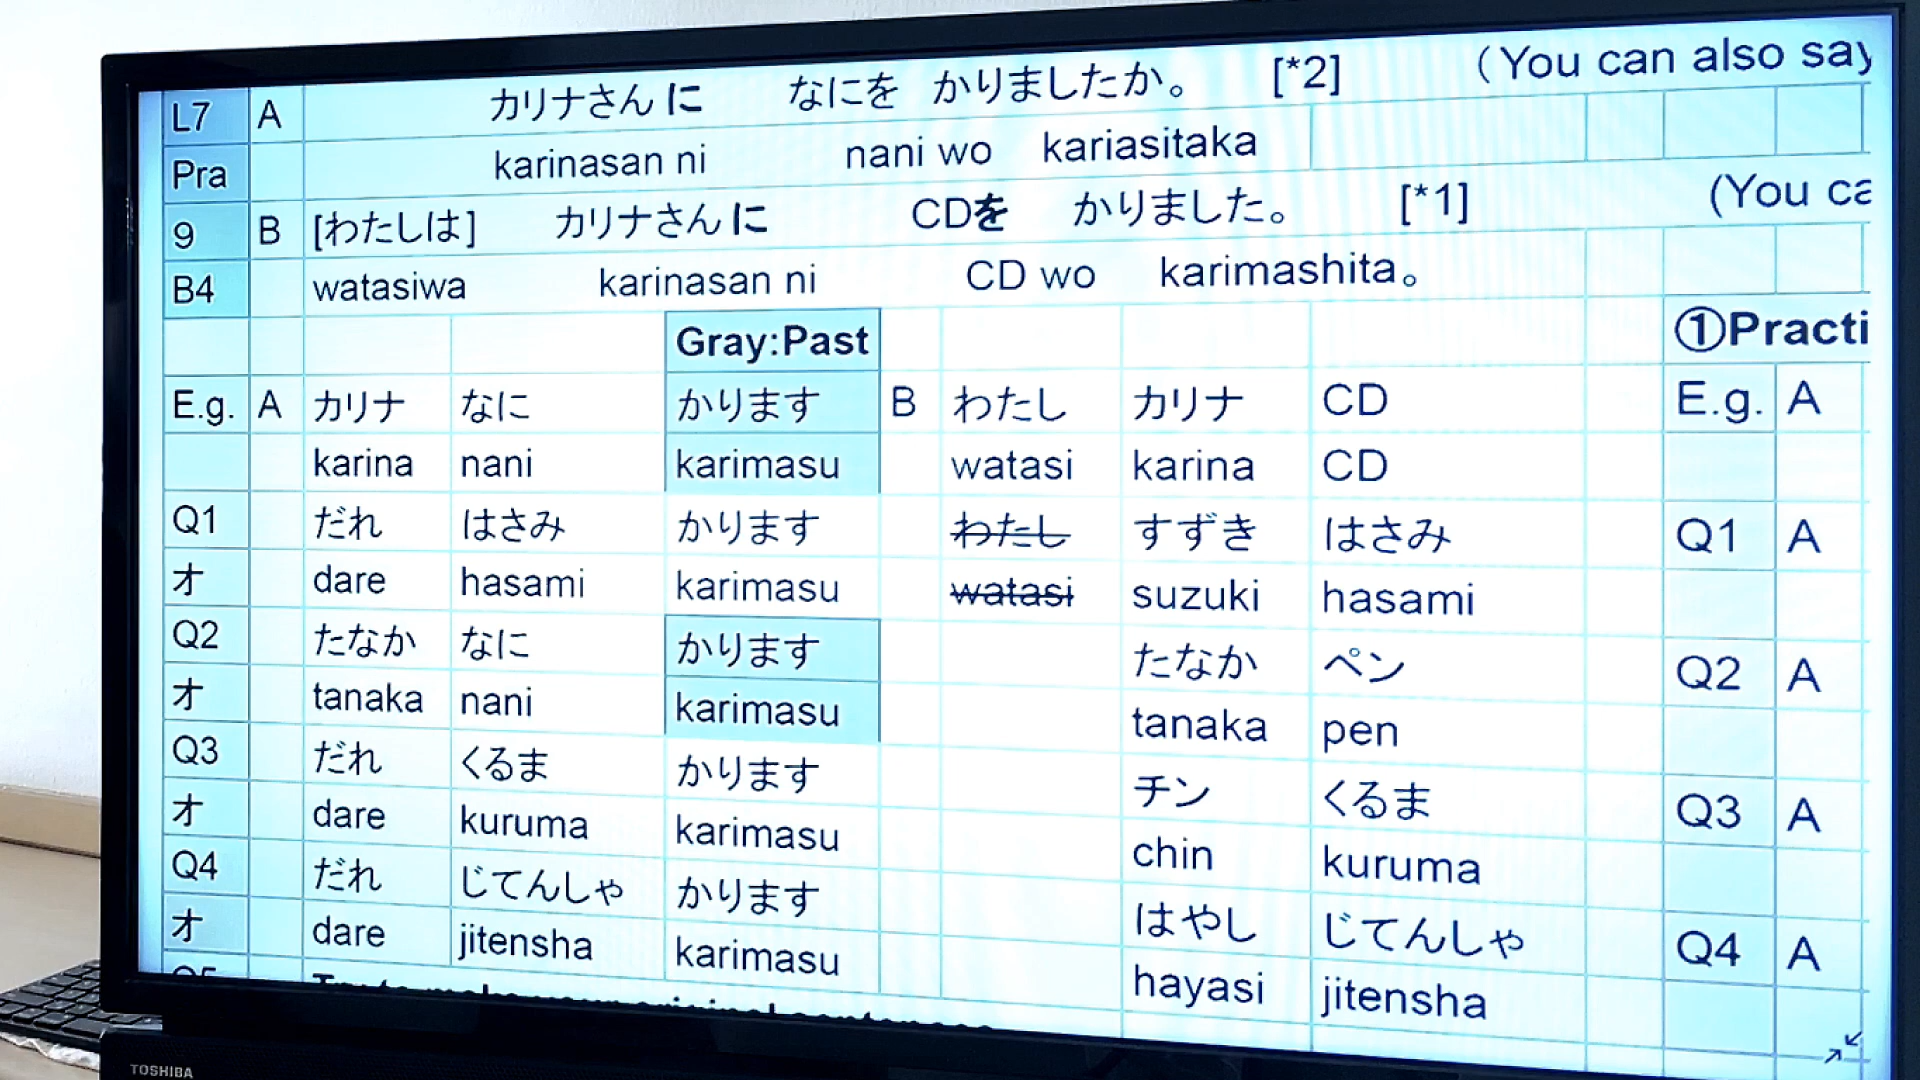 L7 A カリナさんに なにを かりましたか。 [*2] （You can also say
Pra karinasan ni nani wo kariasitaka
9 B [わたしは] カリナさんに CDを かりました。 [*1] (You ca
B4 watasiwa karinasan ni CD wo karimashita。
Gray:Past ①Practi
E.g. A カリナ なに かります B わたし カリナ CD E.g. A
karina nani karimasu watasi karina CD
Q1 だれ はさみ かります わたし すずき はさみ Q1 A
オ dare hasami karimasu watasi suzuki hasami
Q2 たなか なに かります たなか ペン Q2 A
オ tanaka nani karimasu tanaka pen
Q3 だれ くるま かります チン くるま Q3 A
オ dare kuruma karimasu chin kuruma
Q4 だれ じてんしゃ かります はやし じてんしゃ Q4 A
オ dare jitensha karimasu hayasi jitensha
TOSHIBA